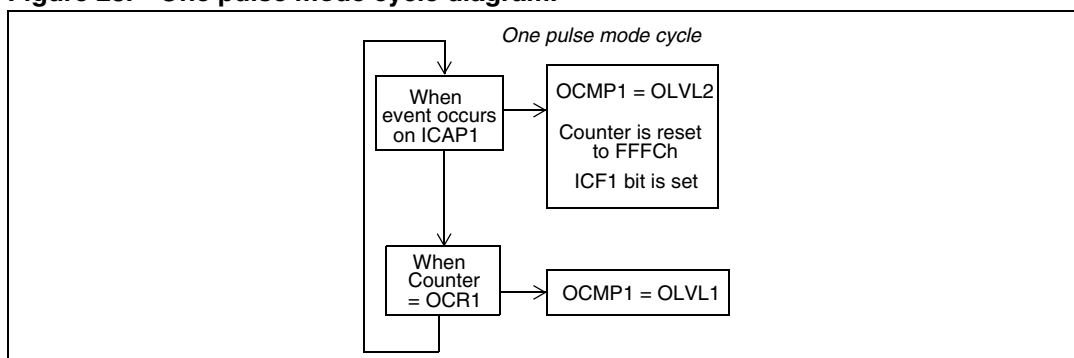 Figure 28. One pulse mode cycle diagram.
One pulse mode cycle
When
event occurs
on ICAP1
OCMP1 = OLVL2
Counter is reset
to FFFCh
ICF1 bit is set
When
Counter
= OCR1
OCMP1 = OLVL1